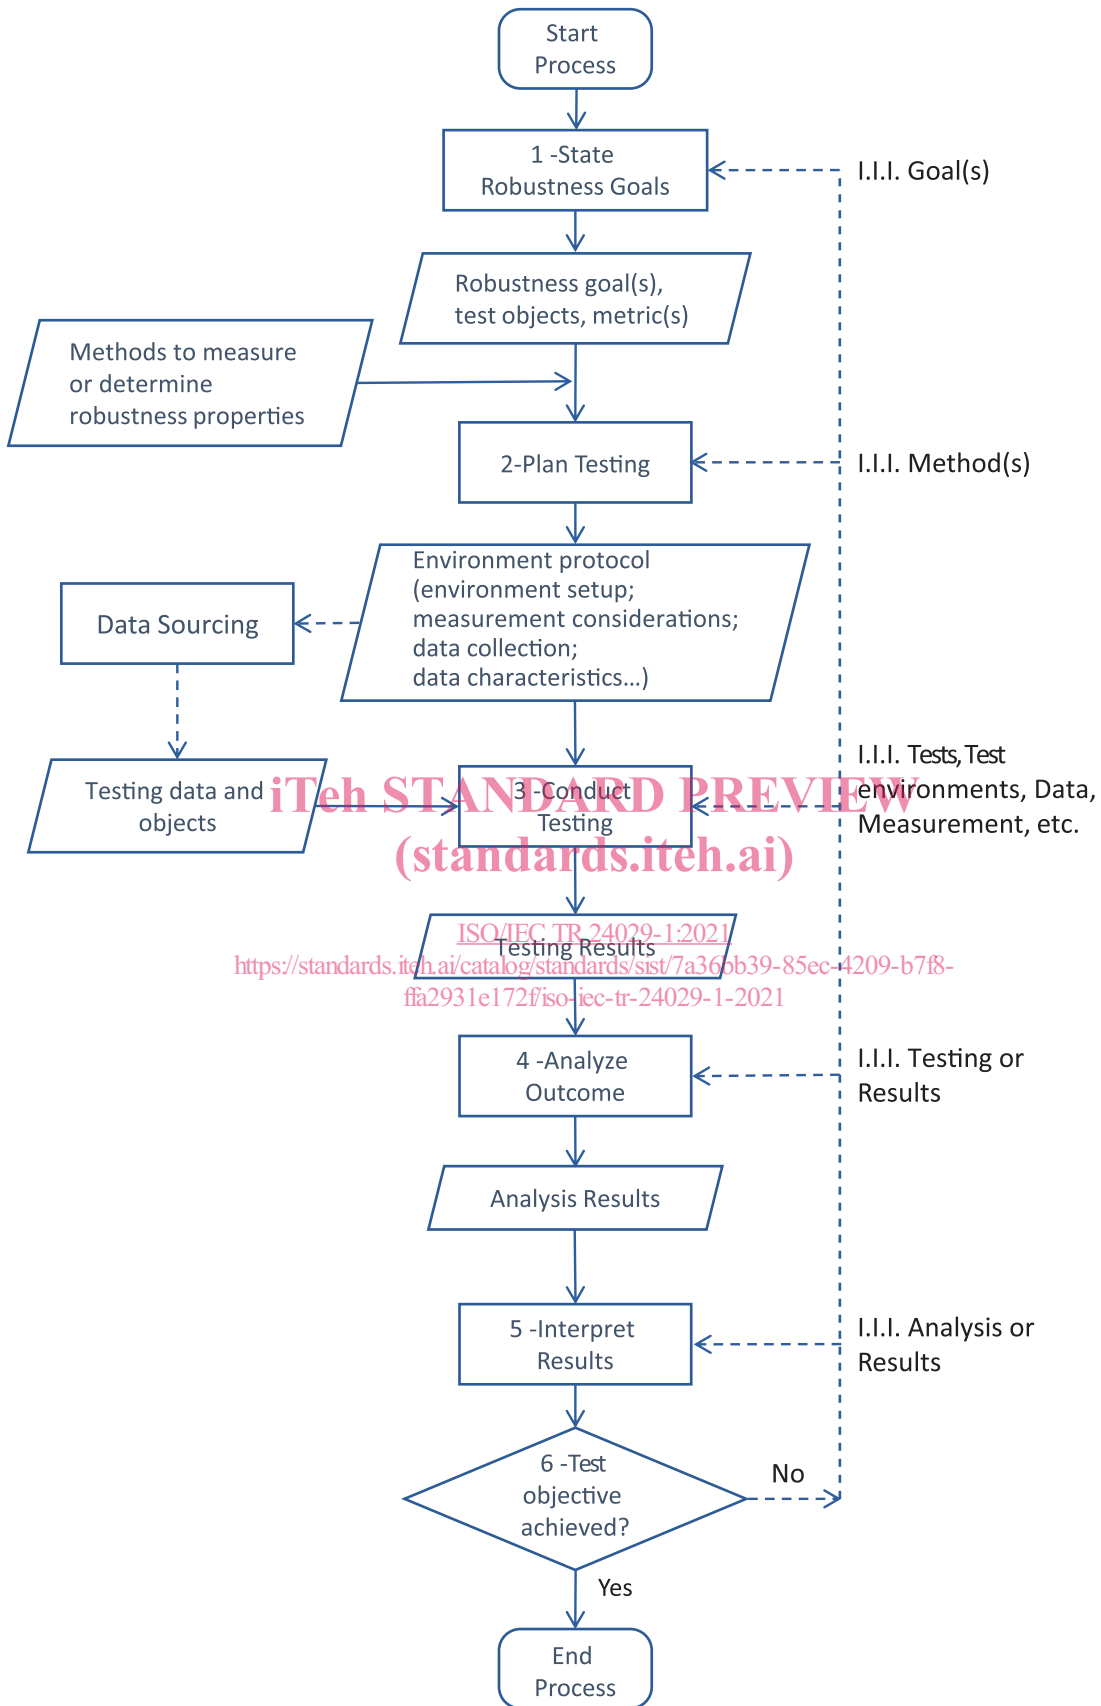 Start
Process
1 -State
Robustness Goals
I.I.I. Goal(s)
Robustness goal(s),
test objects, metric(s)
Methods to measure
or determine
robustness properties
2-Plan Testing
I.I.I. Method(s)
Environment protocol
(environment setup;
measurement considerations;
data collection;
data characteristics...)
Data Sourcing
I.I.I. Tests, Test
environments, Data,
Measurement, etc.
Testing data and
objects
3 -Conduct
Testing
iTeh STANDARD PREVIEW
(standards.iteh.ai)
ISO/IEC TR 24029-1:2021
Testing Results
https://standards.iteh.ai/catalog/standards/sist/7a36bb39-85ec-4209-b7f8-
ffa2931e172f/iso-iec-tr-24029-1-2021
4 -Analyze
Outcome
I.I.I. Testing or
Results
Analysis Results
5 -Interpret
Results
I.I.I. Analysis or
Results
6 -Test
objective
achieved?
No
Yes
End
Process